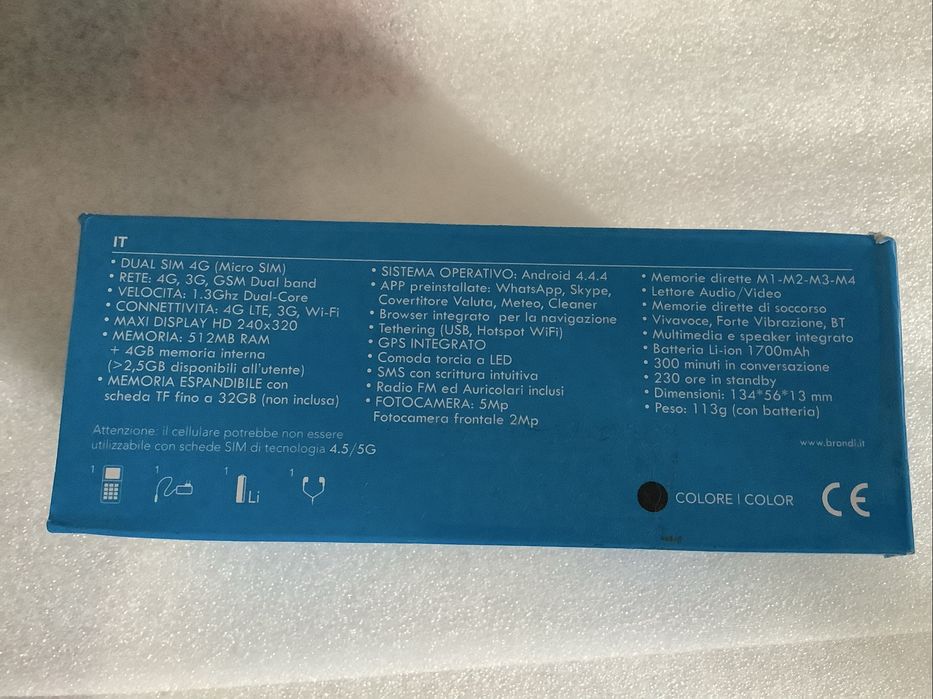 IT
• DUAL SIM 4G (Micro SIM)
• RETE: 4G, 3G, GSM Dual band
• VELOCITA: 1.3Ghz Dual-Core
• CONNETTIVITA: 4G LTE, 3G, Wi-Fi
• MAXI DISPLAY HD 240x320
• MEMORIA: 512MB RAM
+ 4GB memoria interna
(>2,5GB disponibili all'utente)
• MEMORIA ESPANDIBILE con
scheda TF fino a 32GB (non inclusa)
Attenzione: il cellulare potrebbe non essere
utilizzabile con schede SIM di tecnologia 4.5/5G
• SISTEMA OPERATIVO: Android 4.4.4
• APP preinstallate: WhatsApp, Skype,
Covertitore Valuta, Meteo, Cleaner
• Browser integrato per la navigazione
• Tethering (USB, Hotspot WiFi)
• GPS INTEGRATO
• Comoda torcia a LED
• SMS con scrittura intuitiva
• Radio FM ed Auricolari inclusi
• FOTOCAMERA: 5Mp
Fotocamera frontale 2Mp
• Memorie dirette M1-M2-M3-M4
• Lettore Audio/Video
• Memorie dirette di soccorso
• Vivavoce, Forte Vibrazione, BT
• Multimedia e speaker integrato
• Batteria Li-ion 1700mAh
• 300 minuti in conversazione
• 230 ore in standby
• Dimensioni: 134*56*13 mm
• Peso: 113g (con batteria)
www.brondi.it
1 1 1 Li 1
COLORE | COLOR CE